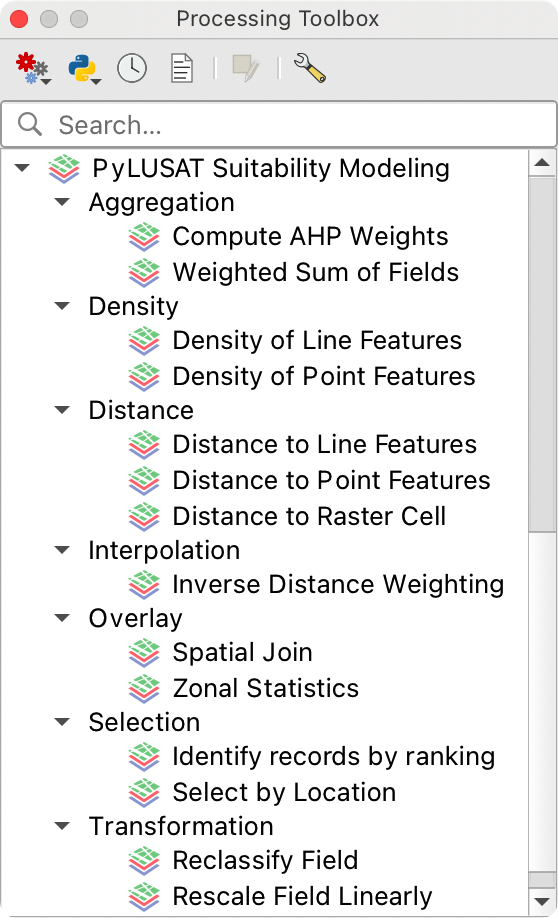 Processing Toolbox
Search...
PyLUSAT Suitability Modeling
Aggregation
Compute AHP Weights
Weighted Sum of Fields
Density
Density of Line Features
Density of Point Features
Distance
Distance to Line Features
Distance to Point Features
Distance to Raster Cell
Interpolation
Inverse Distance Weighting
Overlay
Spatial Join
Zonal Statistics
Selection
Identify records by ranking
Select by Location
Transformation
Reclassify Field
Rescale Field Linearly